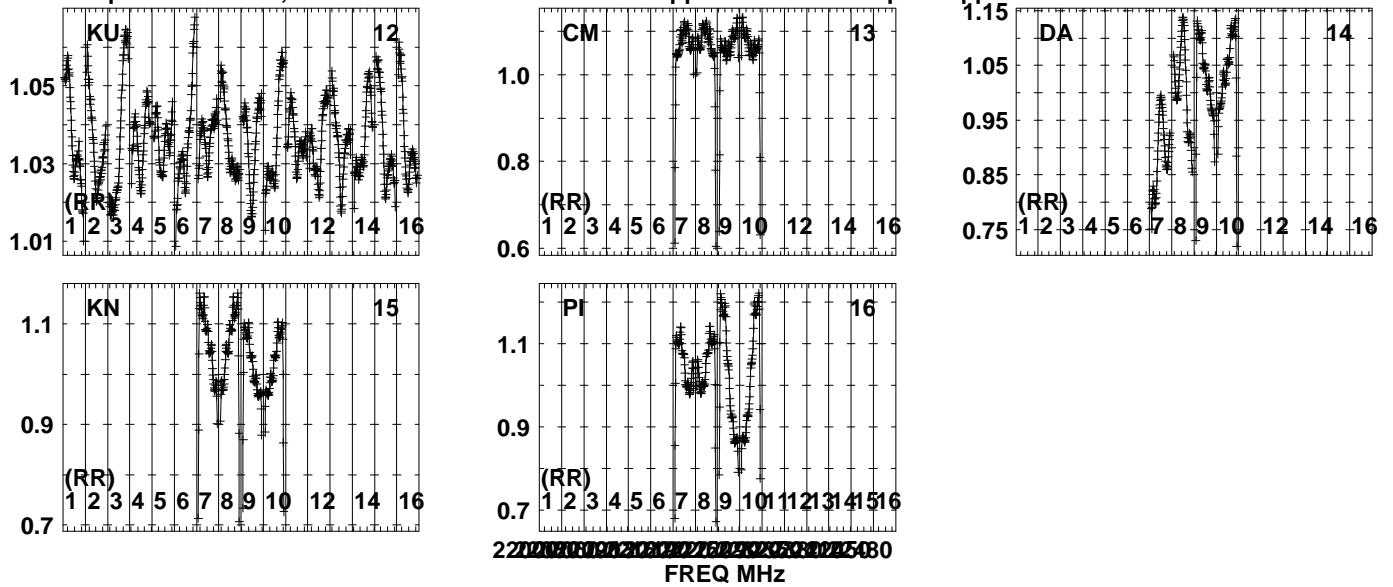 KU 12
1.05
1.03
1.01
(RR)
1 2 3 4 5 6 7 8 9 10 12 14 16
CM 13
1.0
0.8
0.6
(RR)
1 2 3 4 5 6 7 8 9 10 12 14 16
DA 14
1.15
1.05
0.95
0.85
0.75
(RR)
1 2 3 4 5 6 7 8 9 10 12 14 16
KN 15
1.1
0.9
0.7
(RR)
1 2 3 4 5 6 7 8 9 10 12 14 16
PI 16
1.1
0.9
0.7
(RR)
1 2 3 4 5 6 7 8 9 10 11 12 13 14 15 16
FREQ MHz